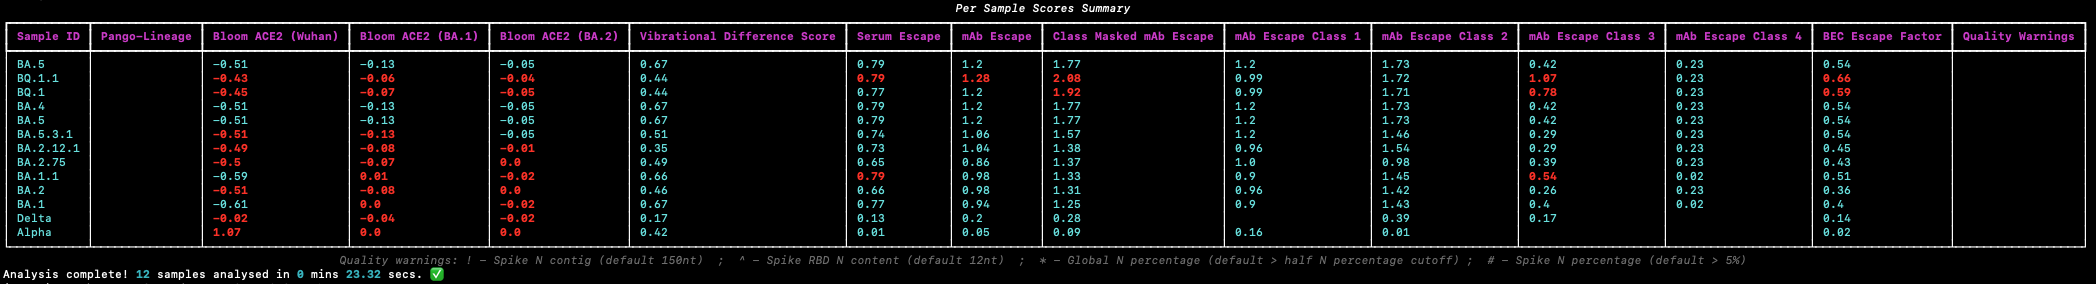 Per Sample Scores Summary
Sample ID Pango-Lineage Bloom ACE2 (Wuhan) Bloom ACE2 (BA.1) Bloom ACE2 (BA.2) Vibrational Difference Score Serum Escape mAb Escape Class Masked mAb Escape mAb Escape Class 1 mAb Escape Class 2 mAb Escape Class 3 mAb Escape Class 4 BEC Escape Factor Quality Warnings
BA.5 -0.51 -0.13 -0.05 0.67 0.79 1.2 1.77 1.2 1.73 0.42 0.23 0.54
BQ.1.1 -0.43 -0.06 -0.04 0.44 0.79 1.28 2.08 0.99 1.72 1.07 0.23 0.66
BQ.1 -0.45 -0.07 -0.05 0.44 0.77 1.2 1.92 0.99 1.71 0.78 0.23 0.59
BA.4 -0.51 -0.13 -0.05 0.67 0.79 1.2 1.77 1.2 1.73 0.42 0.23 0.54
BA.5 -0.51 -0.13 -0.05 0.67 0.79 1.2 1.77 1.2 1.73 0.42 0.23 0.54
BA.5.3.1 -0.51 -0.13 -0.05 0.51 0.74 1.06 1.57 1.2 1.46 0.29 0.23 0.54
BA.2.12.1 -0.49 -0.08 -0.01 0.35 0.73 1.04 1.38 0.96 1.54 0.29 0.23 0.45
BA.2.75 -0.5 -0.07 0.0 0.49 0.65 0.86 1.37 1.0 0.98 0.39 0.23 0.43
BA.1.1 -0.59 0.01 -0.02 0.66 0.79 0.98 1.33 0.9 1.45 0.54 0.02 0.51
BA.2 -0.51 -0.08 0.0 0.46 0.66 0.98 1.31 0.96 1.42 0.26 0.23 0.36
BA.1 -0.61 0.0 -0.02 0.67 0.77 0.94 1.25 0.9 1.43 0.4 0.02 0.4
Delta -0.02 -0.04 -0.02 0.17 0.13 0.2 0.28 0.39 0.17 0.14
Alpha 1.07 0.0 0.0 0.42 0.01 0.05 0.09 0.16 0.01 0.02
Quality warnings: ! - Spike N contig (default 150nt) ; ^ - Spike RBD N content (default 12nt) ; * - Global N percentage (default > half N percentage cutoff) ; # - Spike N percentage (default > 5%)
Analysis complete! 12 samples analysed in 0 mins 23.32 secs. ✅